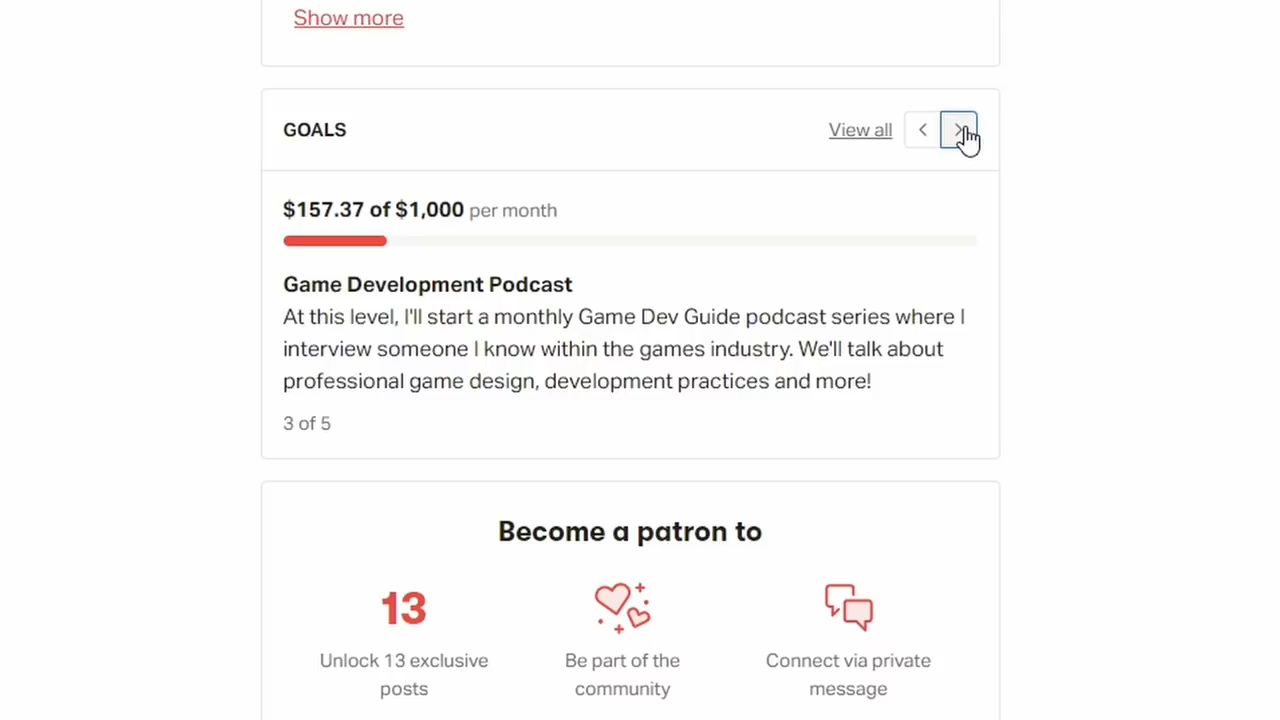 Show more
GOALS
View all
$157.37 of $1,000 per month
Game Development Podcast
At this level, I'll start a monthly Game Dev Guide podcast series where I
interview someone I know within the games industry. We'll talk about
professional game design, development practices and more!
3 of 5
Become a patron to
13
Unlock 13 exclusive
posts
Be part of the
community
Connect via private
message